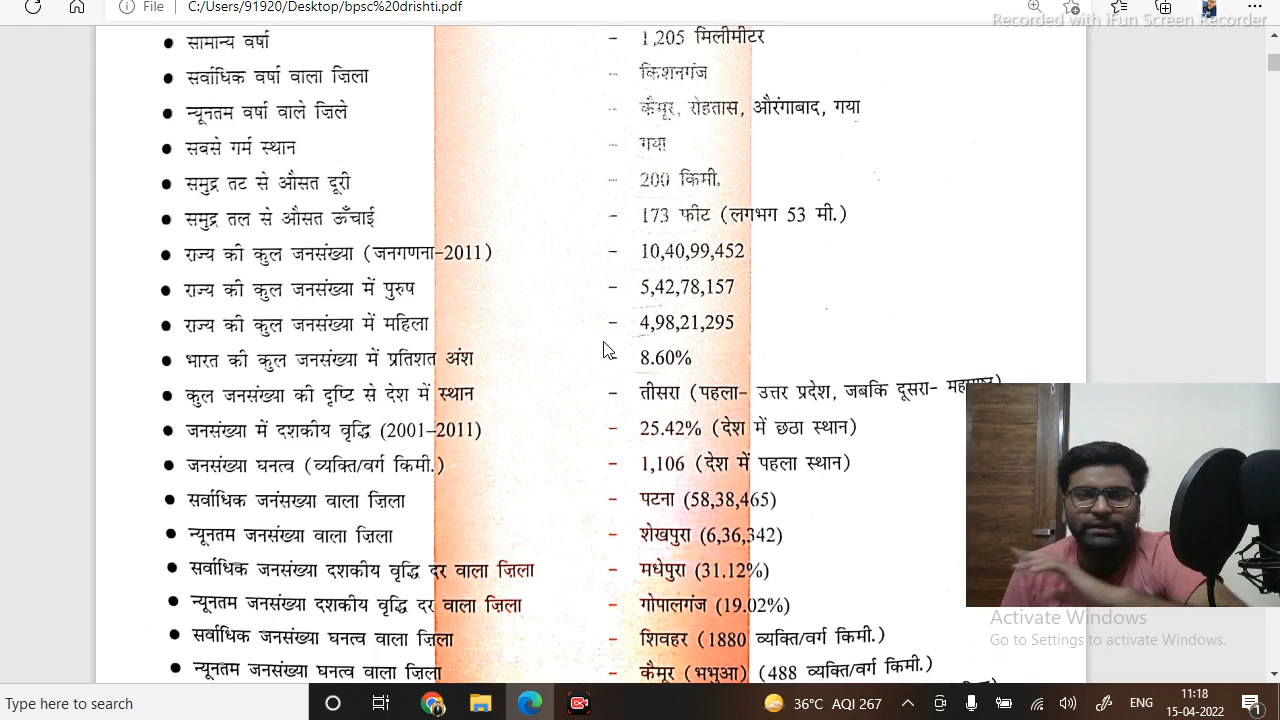 File
C:/Users/91920/Desktop/bpsc%20drishti.pdf
Recorded with iFun Screen Recorder
● सामान्य वर्षा – 1,205 मिलीमीटर
● सर्वाधिक वर्षा वाला ज़िला – किशनगंज
● न्यूनतम वर्षा वाले ज़िले – कैमूर, रोहतास, औरंगाबाद, गया
● सबसे गर्म स्थान – गया
● समुद्र तट से औसत दूरी – 200 किमी.
● समुद्र तल से औसत ऊँचाई – 173 फीट (लगभग 53 मी.)
● राज्य की कुल जनसंख्या (जनगणना-2011) – 10,40,99,452
● राज्य की कुल जनसंख्या में पुरुष – 5,42,78,157
● राज्य की कुल जनसंख्या में महिला – 4,98,21,295
● भारत की कुल जनसंख्या में प्रतिशत अंश – 8.60%
● कुल जनसंख्या की दृष्टि से देश में स्थान – तीसरा (पहला- उत्तर प्रदेश, जबकि दूसरा-
● जनसंख्या में दशकीय वृद्धि (2001–2011) – 25.42% (देश में छठा स्थान)
● जनसंख्या घनत्व (व्यक्ति/वर्ग किमी.) – 1,106 (देश में पहला स्थान)
● सर्वाधिक जनंसख्या वाला ज़िला – पटना (58,38,465)
● न्यूनतम जनसंख्या वाला ज़िला – शेखपुरा (6,36,342)
● सर्वाधिक जनसंख्या दशकीय वृद्धि दर वाला ज़िला – मधेपुरा (31.12%)
● न्यूनतम जनसंख्या दशकीय वृद्धि दर वाला ज़िला – गोपालगंज (19.02%)
● सर्वाधिक जनसंख्या घनत्व वाला ज़िला – शिवहर (1880 व्यक्ति/वर्ग किमी.)
● न्यूनतम जनसंख्या घनत्व वाला ज़िला – कैमूर (भभुआ) (488 व्यक्ति/वर्ग किमी.)
Activate Windows
Go to Settings to activate Windows.
Type here to search
36°C AQI 267
ENG
11:18
15-04-2022
1